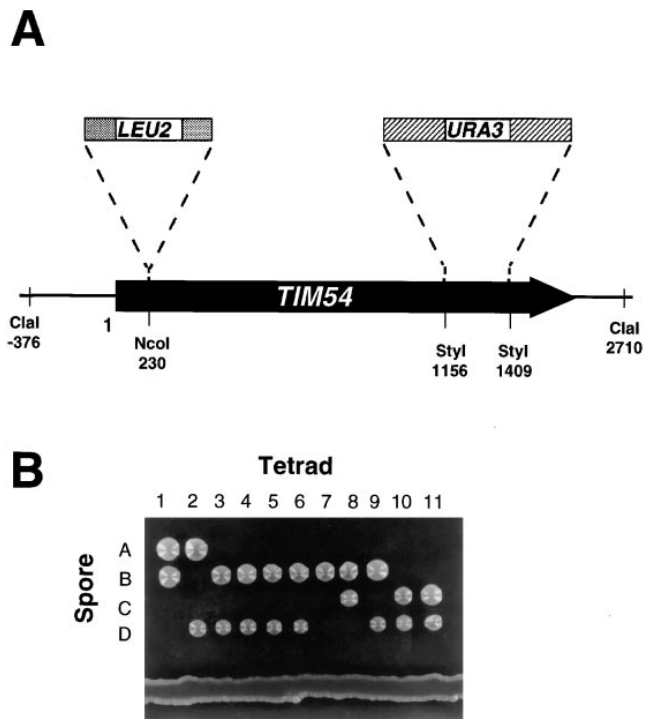 A
LEU2
URA3
TIM54
ClaI
-376
1
NcoI
230
StyI
1156
StyI
1409
ClaI
2710
B
Tetrad
1 2 3 4 5 6 7 8 9 10 11
Spore
A
B
C
D